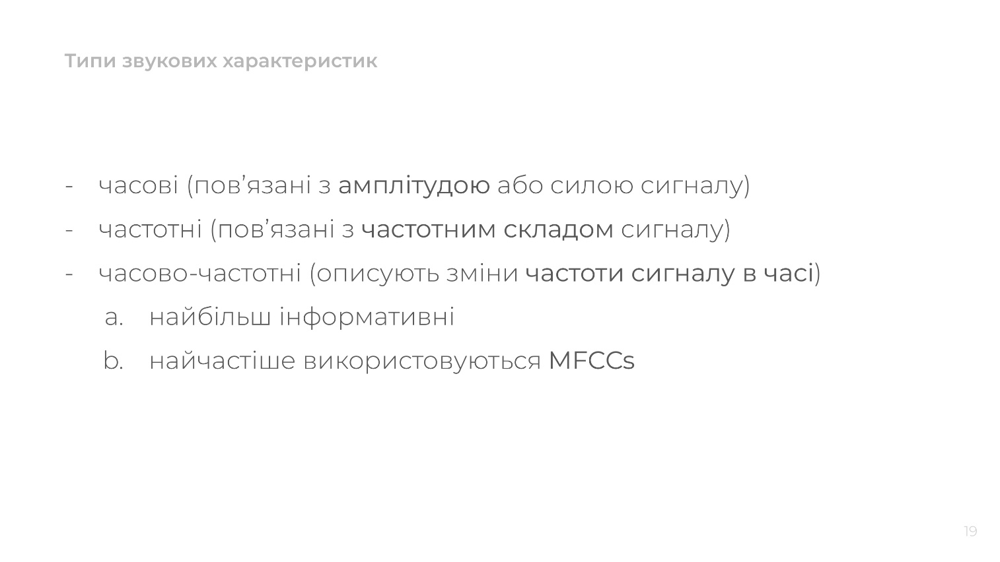 Типи звукових характеристик
- часові (пов’язані з амплітудою або силою сигналу)
- частотні (пов’язані з частотним складом сигналу)
- часово-частотні (описують зміни частоти сигналу в часі)
a. найбільш інформативні
b. найчастіше використовуються MFCCs
19